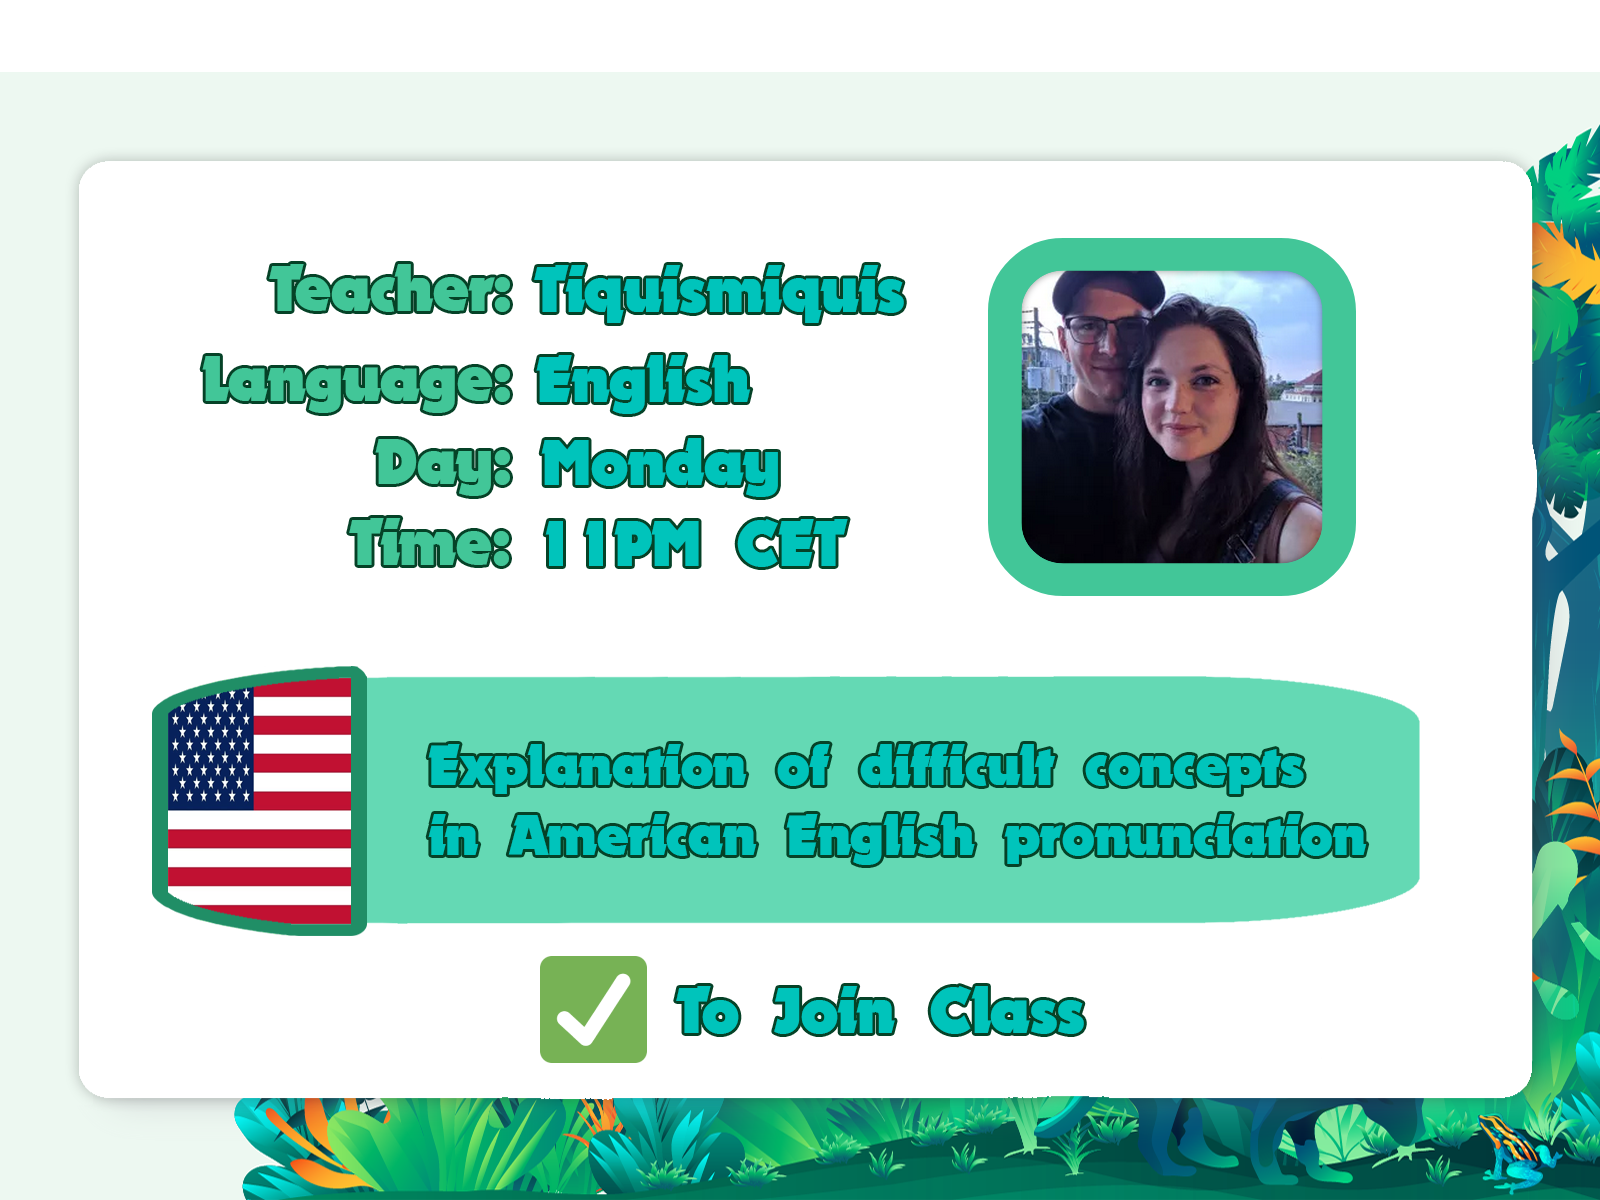 Teacher: Tiquismiquis
Language: English
Day: Monday
Time: 11PM CET
Explanation of difficult concepts
in American English pronunciation
To Join Class